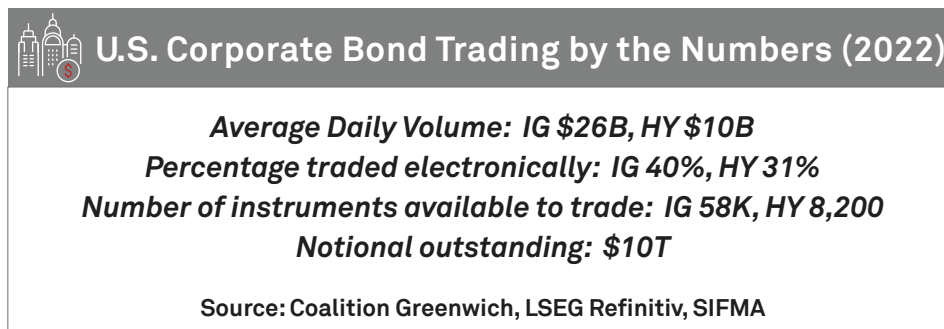 $
U.S. Corporate Bond Trading by the Numbers (2022)
Average Daily Volume: IG $26B, HY $10B
Percentage traded electronically: IG 40%, HY 31%
Number of instruments available to trade: IG 58K, HY 8,200
Notional outstanding: $10T
Source: Coalition Greenwich, LSEG Refinitiv, SIFMA